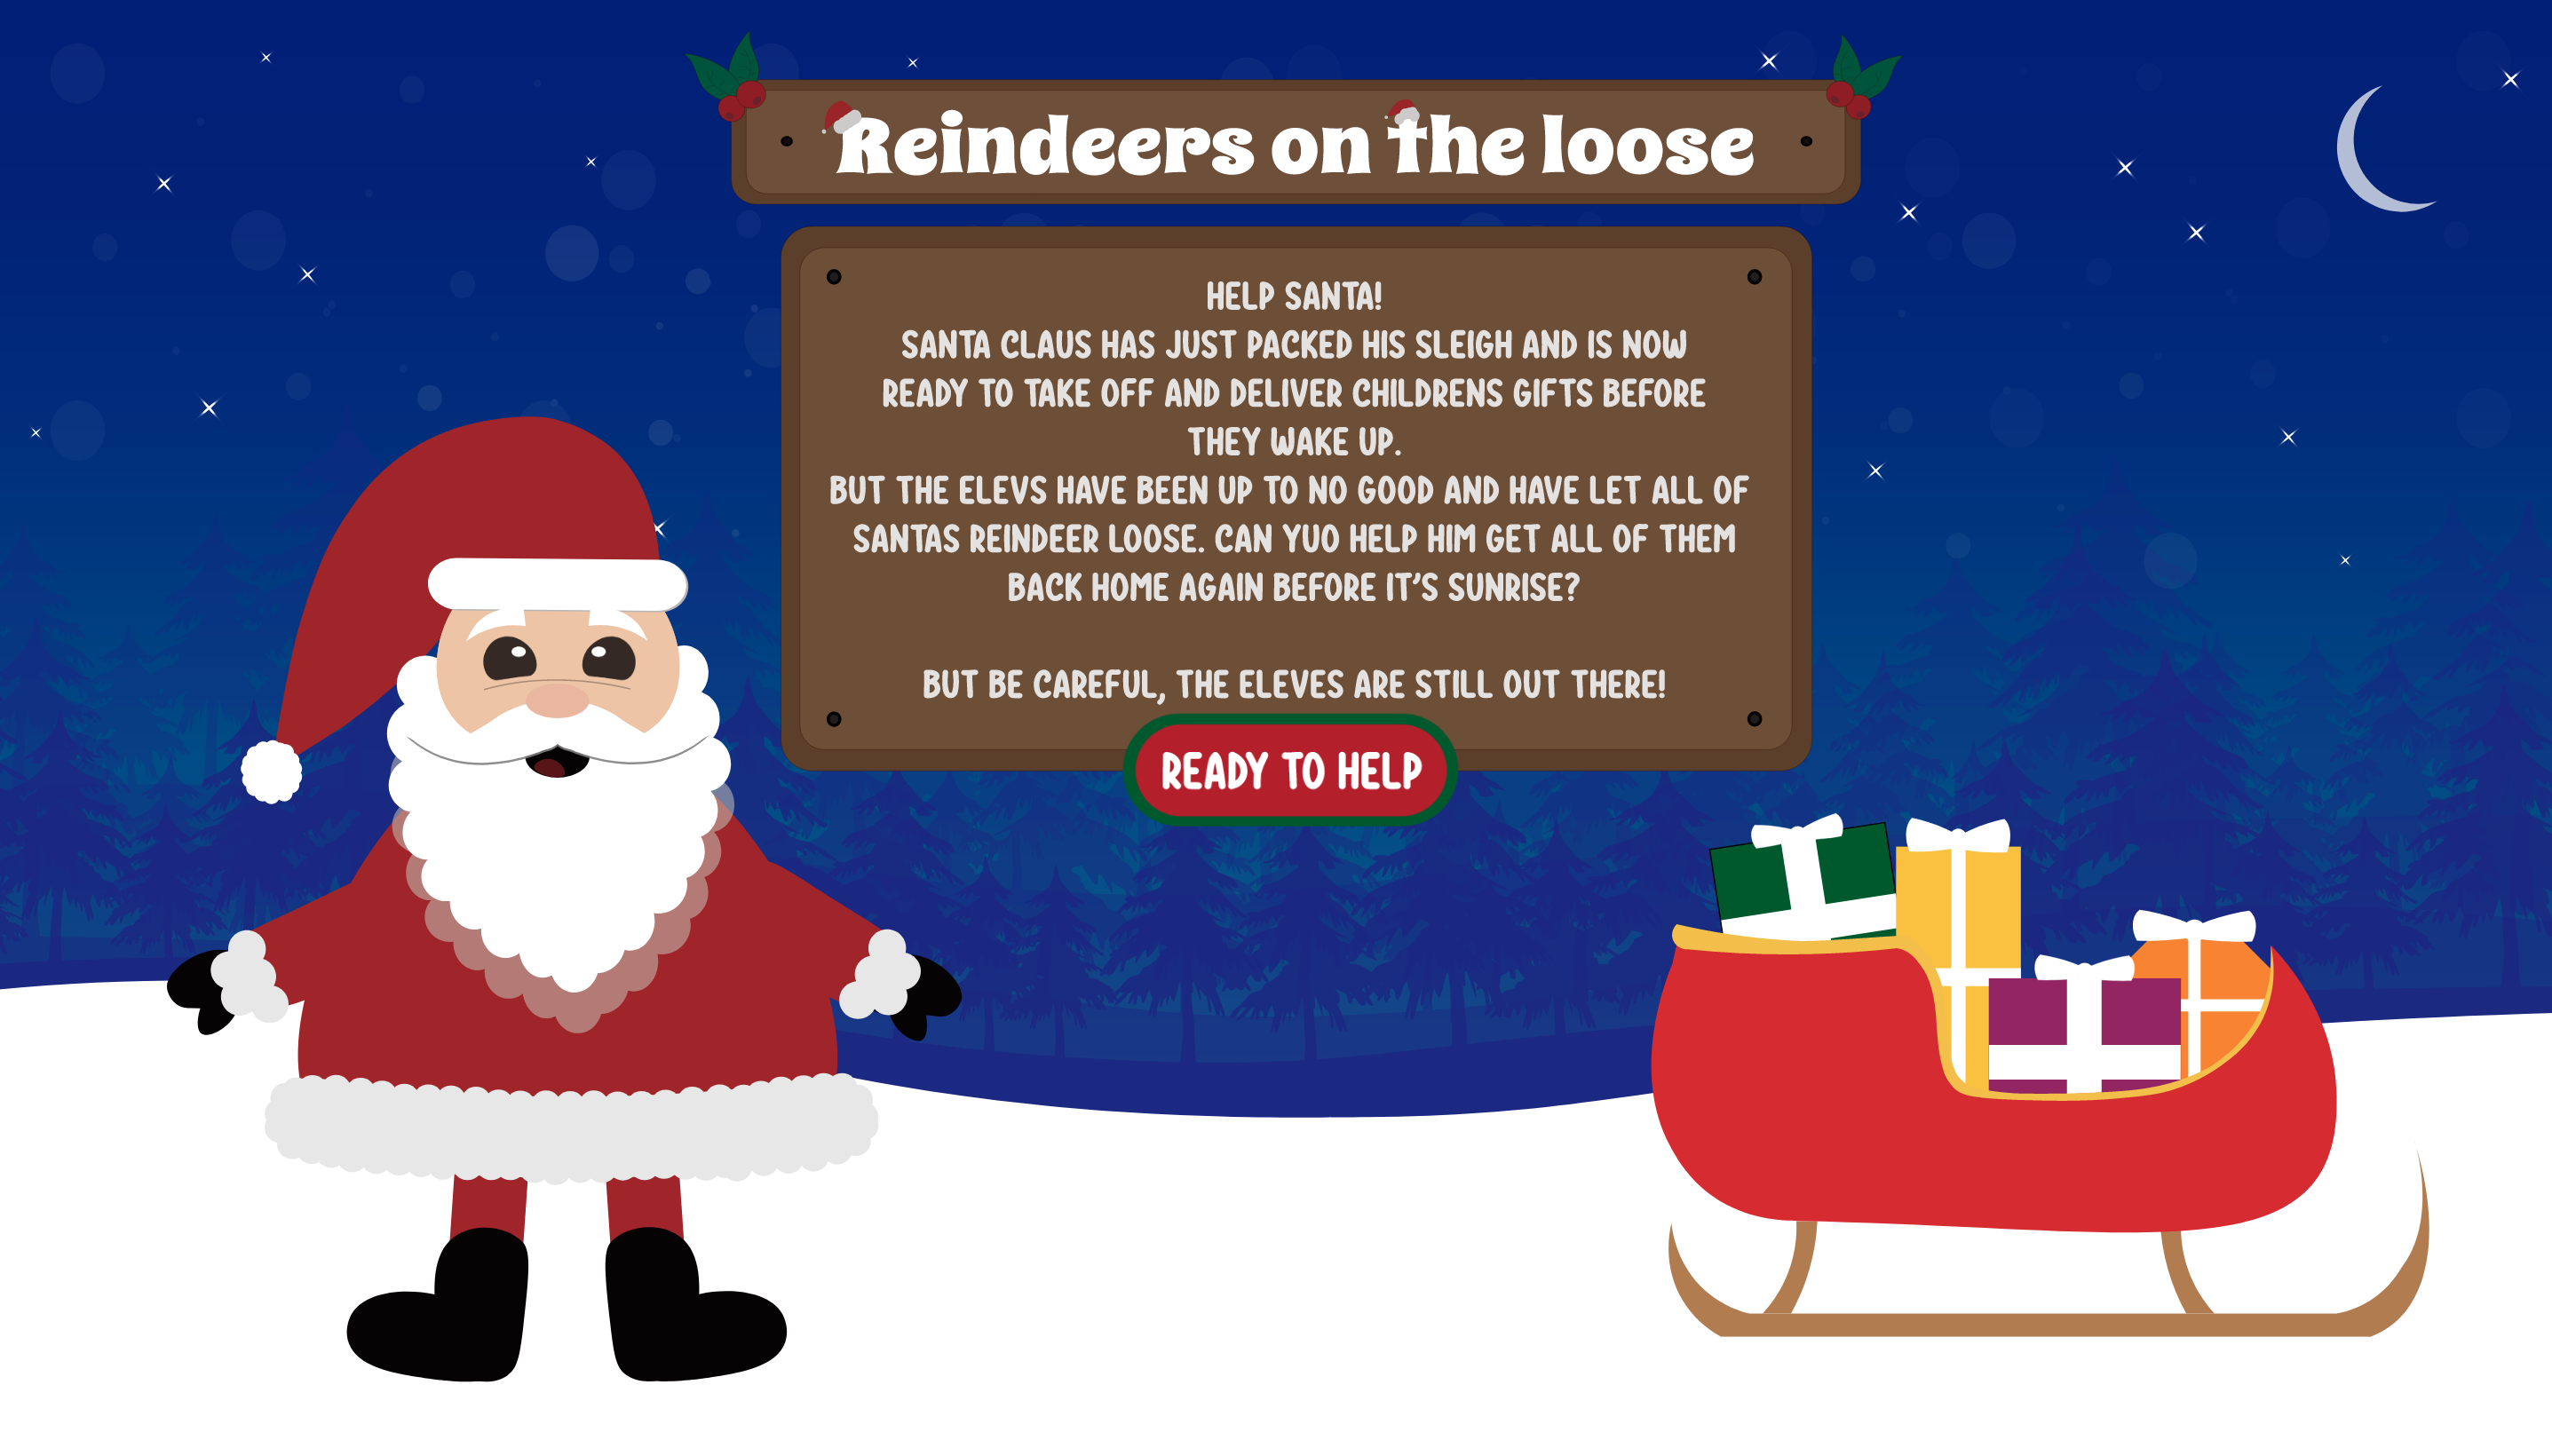 Reindeers on the loose
HELP SANTA!
SANTA CLAUS HAS JUST PACKED HIS SLEIGH AND IS NOW
READY TO TAKE OFF AND DELIVER CHILDRENS GIFTS BEFORE
THEY WAKE UP.
BUT THE ELEVS HAVE BEEN UP TO NO GOOD AND HAVE LET ALL OF
SANTAS REINDEER LOOSE. CAN YUO HELP HIM GET ALL OF THEM
BACK HOME AGAIN BEFORE IT'S SUNRISE?
BUT BE CAREFUL, THE ELEVES ARE STILL OUT THERE!
READY TO HELP